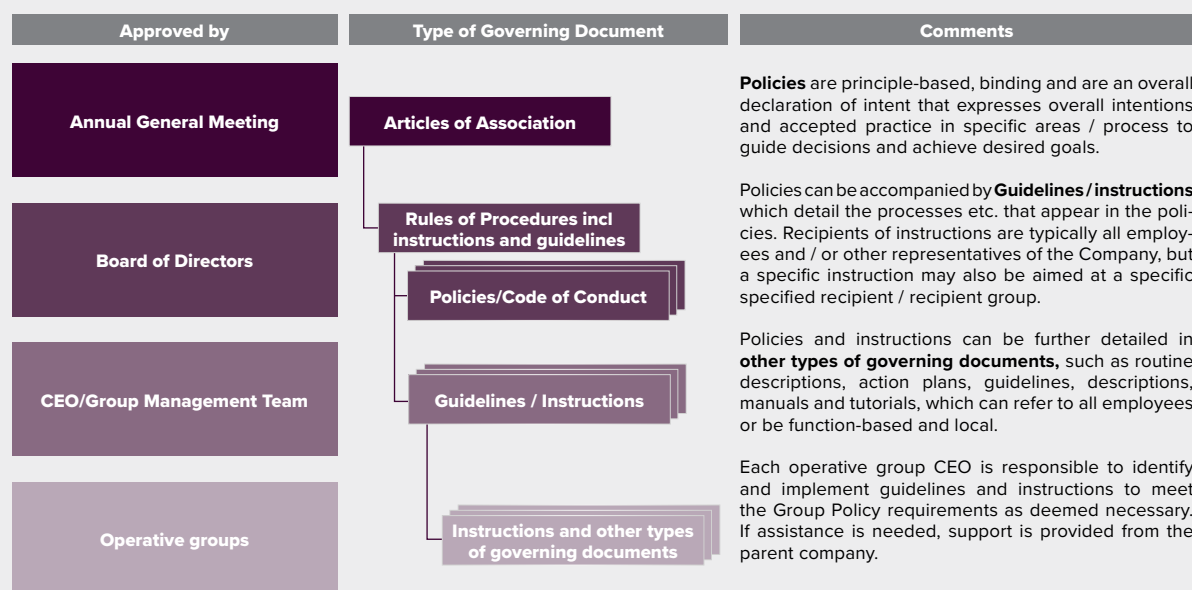 Approved by
Type of Governing Document
Comments
Annual General Meeting
Board of Directors
CEO/Group Management Team
Operative groups
Articles of Association
Rules of Procedures incl
instructions and guidelines
Policies/Code of Conduct
Guidelines / Instructions
Instructions and other types
of governing documents
Policies are principle-based, binding and are an overall
declaration of intent that expresses overall intentions
and accepted practice in specific areas / process to
guide decisions and achieve desired goals.
Policies can be accompanied by Guidelines / instructions
which detail the processes etc. that appear in the poli-
cies. Recipients of instructions are typically all employ-
ees and / or other representatives of the Company, but
a specific instruction may also be aimed at a specific
specified recipient / recipient group.
Policies and instructions can be further detailed in
other types of governing documents, such as routine
descriptions, action plans, guidelines, descriptions,
manuals and tutorials, which can refer to all employees
or be function-based and local.
Each operative group CEO is responsible to identify
and implement guidelines and instructions to meet
the Group Policy requirements as deemed necessary.
If assistance is needed, support is provided from the
parent company.